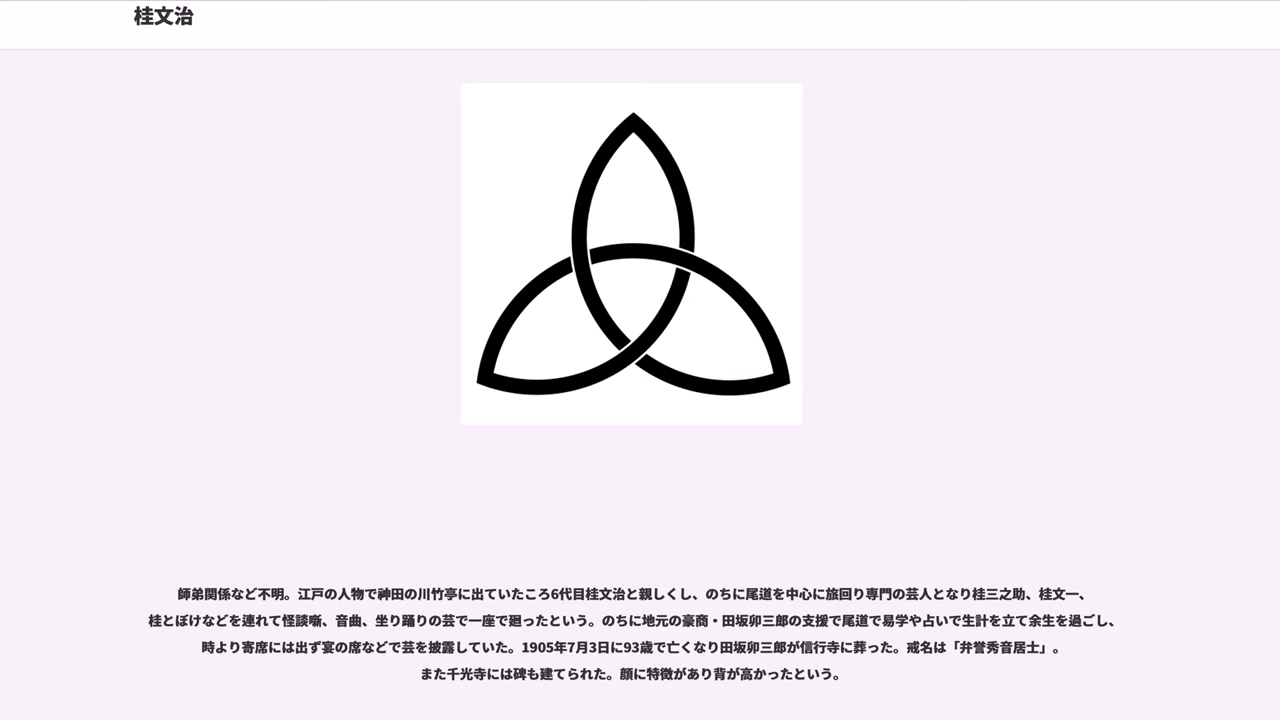 桂文治
師弟関係など不明。江戸の人物で神田の川竹亭に出ていたころ6代目桂文治と親しくし、のちに尾道を中心に旅回り専門の芸人となり桂三之助、桂文一、
桂とぼけなどを連れて怪談噺、音曲、坐り踊りの芸で一座で廻ったという。のちに地元の豪商・田坂卯三郎の支援で尾道で易学や占いで生計を立て余生を過ごし、
時より寄席には出ず宴の席などで芸を披露していた。1905年7月3日に93歳で亡くなり田坂卯三郎が信行寺に葬った。戒名は「弁誉秀音居士」。
また千光寺には碑も建てられた。顔に特徴があり背が高かったという。